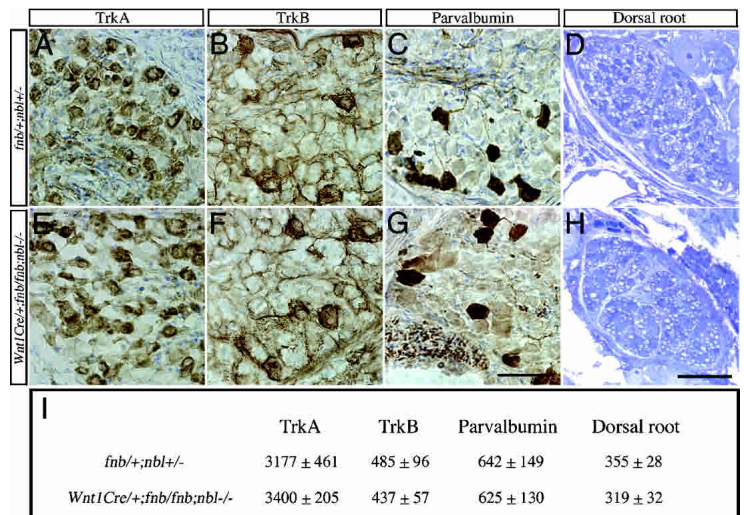 TrkA TrkB Parvalbumin Dorsal root
fnb/+;nbl+/-
A B C D
Wnt1Cre/+;fnb/fnb;nbl-/-
E F G H
I
TrkA TrkB Parvalbumin Dorsal root
fnb/+;nbl+/- 3177 ± 461 485 ± 96 642 ± 149 355 ± 28
Wnt1Cre/+;fnb/fnb;nbl-/- 3400 ± 205 437 ± 57 625 ± 130 319 ± 32